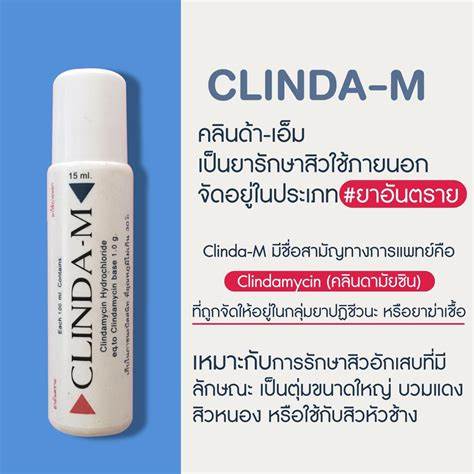 CLINDA-M
คลินด้า-เอ็ม
เป็นยารักษาสิวใช้ภายนอก
จัดอยู่ในประเภท #ยาอันตราย
Clinda-M มีชื่อสามัญทางการแพทย์คือ
Clindamycin (คลินดามัยซิน)
ที่ถูกจัดให้อยู่ในกลุ่มยาปฏิชีวนะ หรือยาฆ่าเชื้อ
เหมาะกับการรักษาสิวอักเสบที่มี
ลักษณะ เป็นตุ่มขนาดใหญ่ บวมแดง
สิวหนอง หรือใช้กับสิวหัวช้าง
15 ml.
CLINDA-M
Each 100 ml. Contains
Clindamycin Hydrochloride
eq.to Clindamycin base 1.0 g.